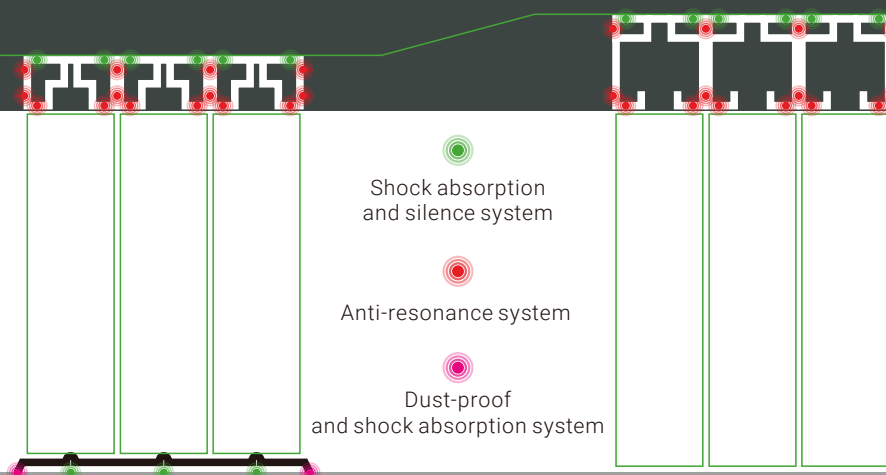 Shock absorption
and silence system
Anti-resonance system
Dust-proof
and shock absorption system